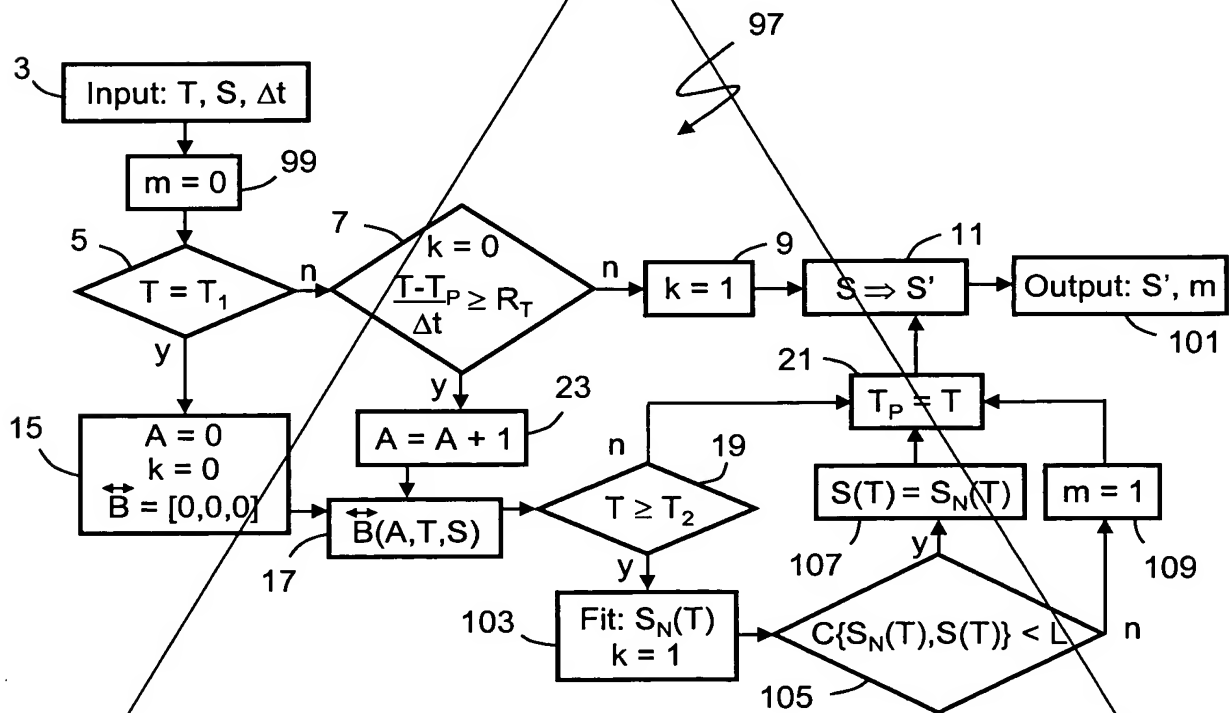 97
3
Input: T, S, Δt
99
m = 0
5
T = T₁
n
y
7
k = 0
T-T_P
Δt
≥ R_T
n
y
9
k = 1
11
S ⇒ S'
Output: S', m
101
21
T_P = T
15
A = 0
k = 0
B⃡ = [0,0,0]
23
A = A + 1
17
B⃡(A,T,S)
19
T ≥ T₂
n
y
107
S(T) = S_N(T)
m = 1
109
103
Fit: S_N(T)
k = 1
105
C{S_N(T),S(T)} < L
y
n